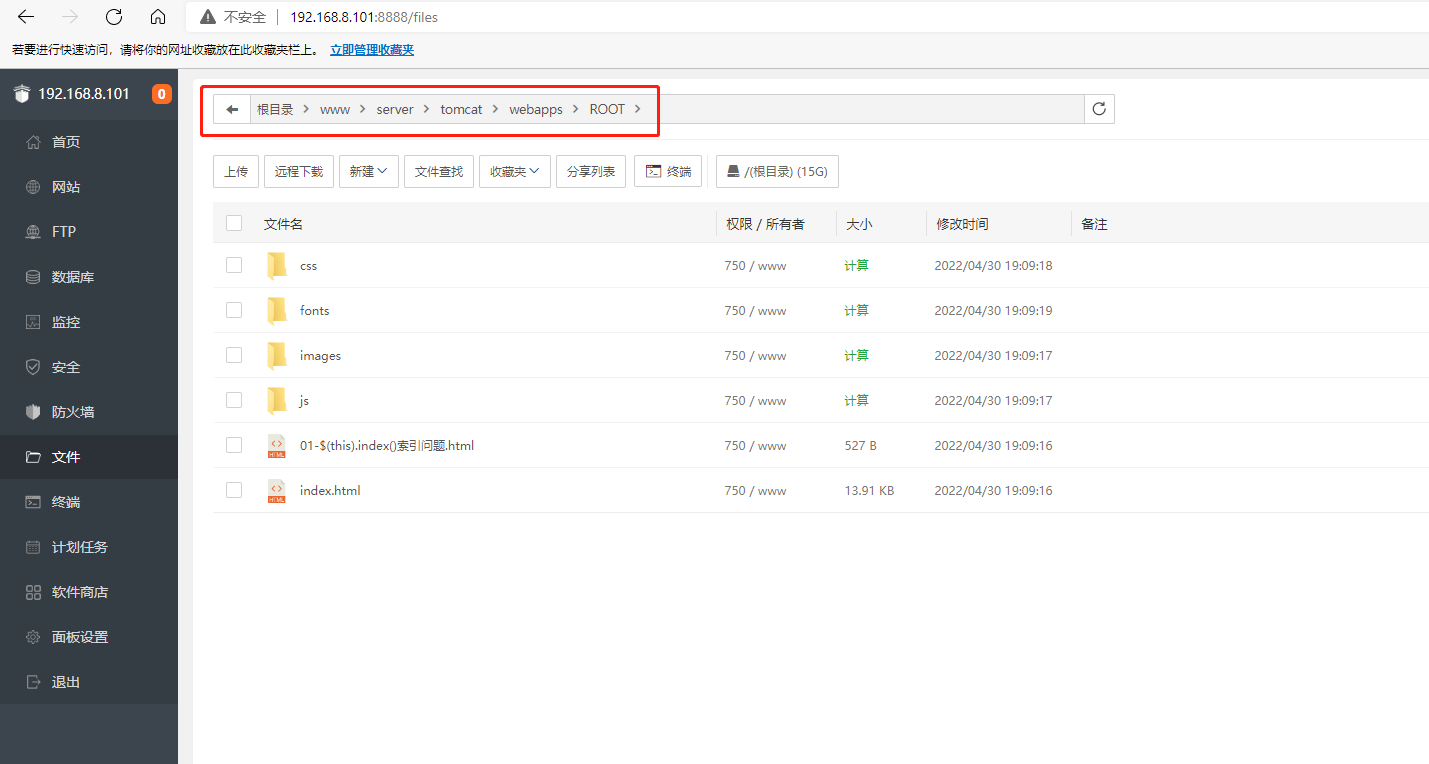 不安全 192.168.8.101:8888/files
若要进行快速访问，请将你的网址收藏放在此收藏夹栏上。 立即管理收藏夹
192.168.8.101 0
首页
网站
FTP
数据库
监控
安全
防火墙
文件
终端
计划任务
软件商店
面板设置
退出
根目录 www server tomcat webapps ROOT
上传 远程下载 新建 文件查找 收藏夹 分享列表 终端 /(根目录) (15G)
文件名 权限 / 所有者 大小 修改时间 备注
css 750 / www 计算 2022/04/30 19:09:18
fonts 750 / www 计算 2022/04/30 19:09:19
images 750 / www 计算 2022/04/30 19:09:17
js 750 / www 计算 2022/04/30 19:09:17
HTML 01-$(this).index()索引问题.html 750 / www 527 B 2022/04/30 19:09:16
HTML index.html 750 / www 13.91 KB 2022/04/30 19:09:16